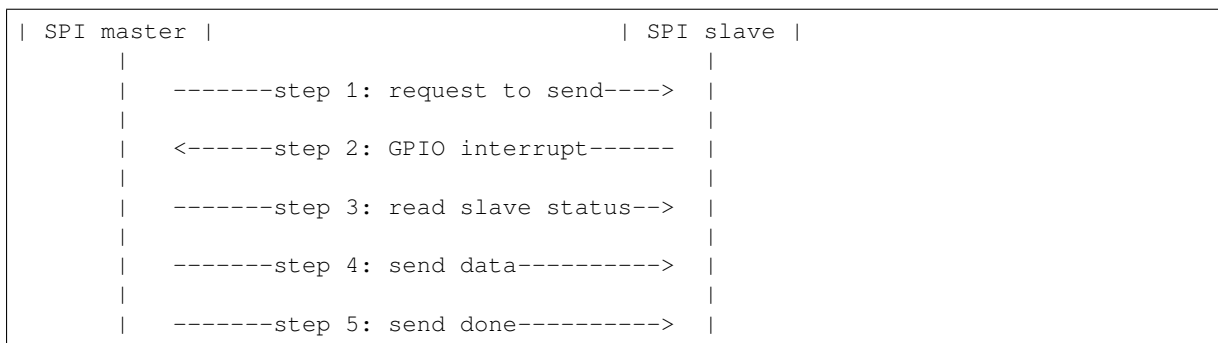 | SPI master |                                 | SPI slave |
       |                                               |
       |   -------step 1: request to send---->  |
       |                                               |
       |   <------step 2: GPIO interrupt------  |
       |                                               |
       |   -------step 3: read slave status-->  |
       |                                               |
       |   -------step 4: send data---------->  |
       |                                               |
       |   -------step 5: send done---------->  |